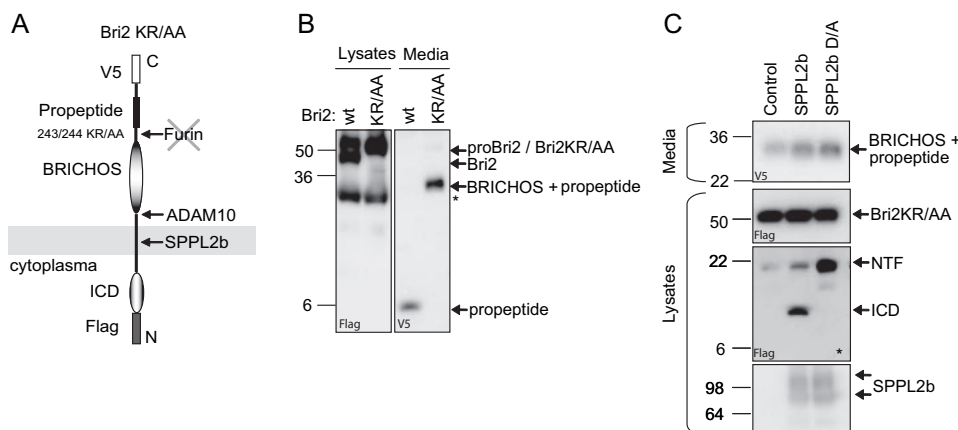 A
Bri2 KR/AA
C
V5
Propeptide
243/244 KR/AA
Furin
BRICHOS
ADAM10
SPPL2b
cytoplasma
ICD
Flag
N
B
Lysates Media
Bri2: wt KR/AA wt KR/AA
50
36
6
proBri2 / Bri2KR/AA
Bri2
BRICHOS + propeptide
*
propeptide
Flag
V5
C
Control SPPL2b SPPL2b D/A
Media
36
22
V5
BRICHOS +
propeptide
Lysates
50
Flag
Bri2KR/AA
22
NTF
ICD
6
Flag
*
98
64
SPPL2b